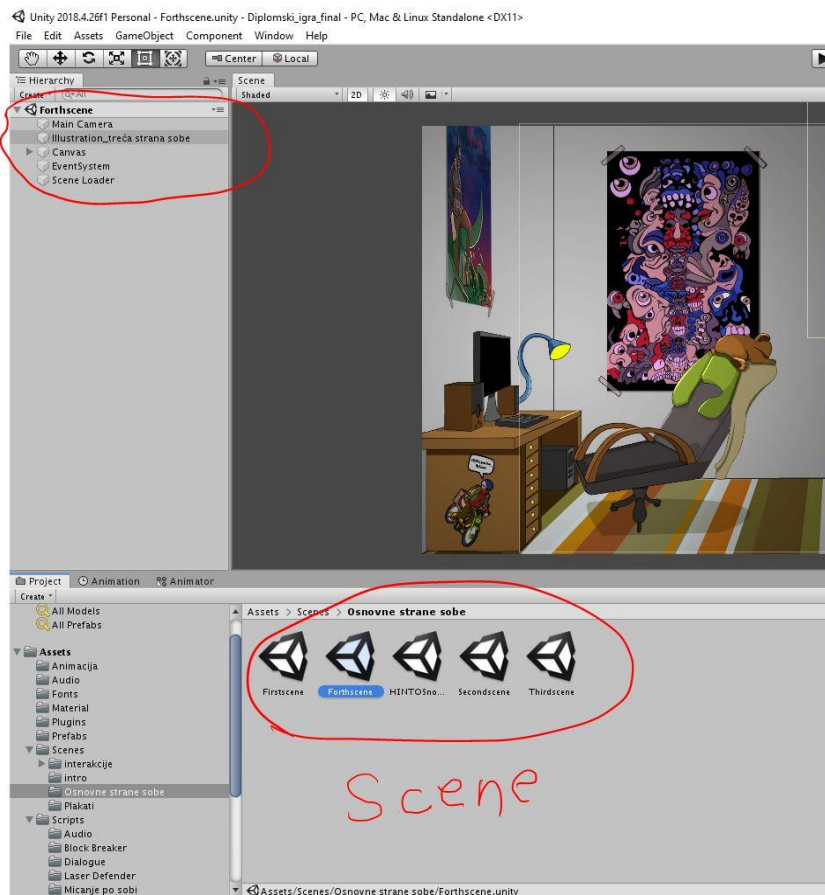 Unity 2018.4.26f1 Personal - Forthscene.unity - Diplomski_igra_final - PC, Mac & Linux Standalone <DX11>
File Edit Assets GameObject Component Window Help
Center Local
Hierarchy
Scene
Create All
Shaded 2D
Forthscene
Main Camera
Illustration_treća strana sobe
Canvas
EventSystem
Scene Loader
Project Animation Animator
Create
All Models
All Prefabs
Assets > Scenes > Osnovne strane sobe
Assets
Animacija
Audio
Fonts
Material
Plugins
Prefabs
Scenes
interakcije
intro
Osnovne strane sobe
Plakati
Scripts
Audio
Block Breaker
Dialogue
Laser Defender
Micanje po sobi
Firstscene Forthscene HINTOSno... Secondscene Thirdscene
Scene
Assets/Scenes/Osnovne strane sobe/Forthscene.unity